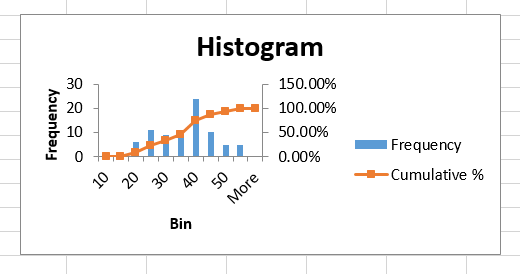 Histogram
30
20
10
0
Frequency
150.00%
100.00%
50.00%
0.00%
10
20
30
40
50
More
Bin
Frequency
Cumulative %